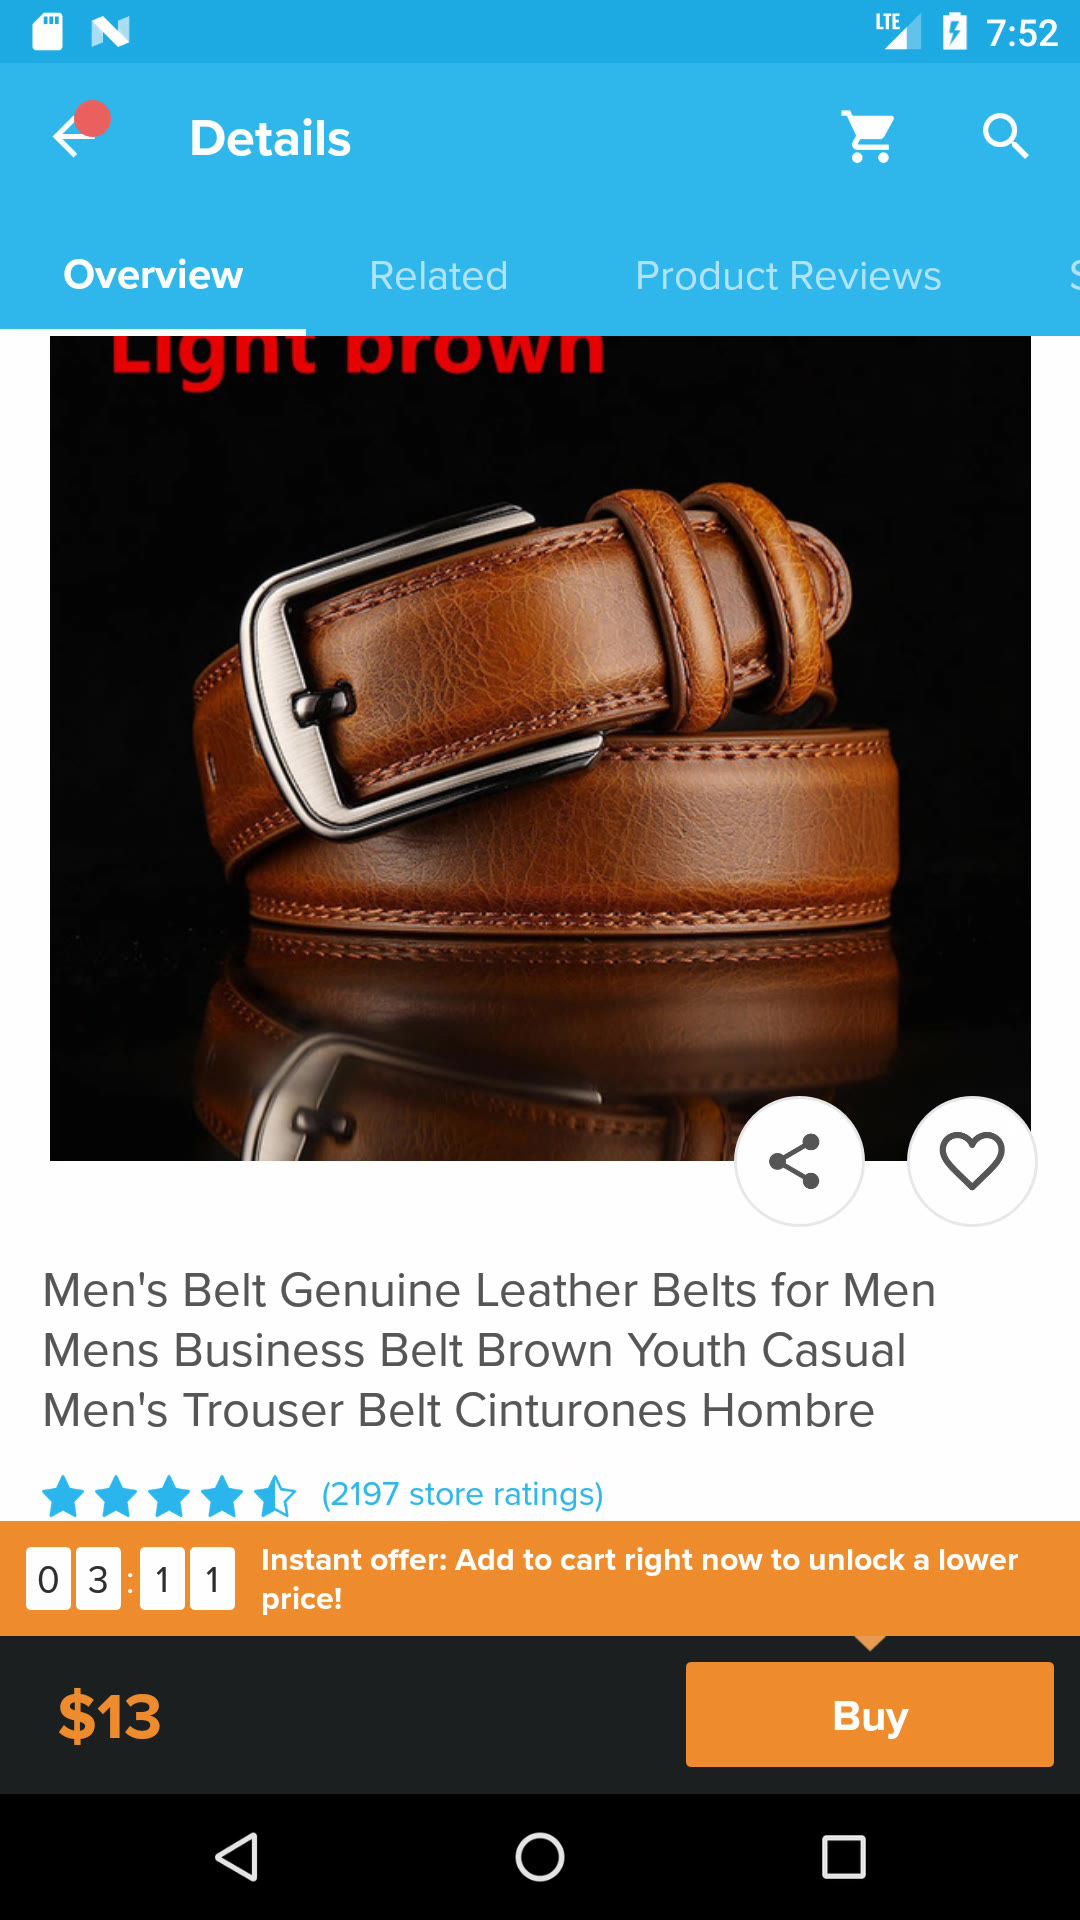 LTE 7:52
Details
Overview Related Product Reviews
Light brown
Men's Belt Genuine Leather Belts for Men
Mens Business Belt Brown Youth Casual
Men's Trouser Belt Cinturones Hombre
(2197 store ratings)
03:11
Instant offer: Add to cart right now to unlock a lower
price!
$13
Buy